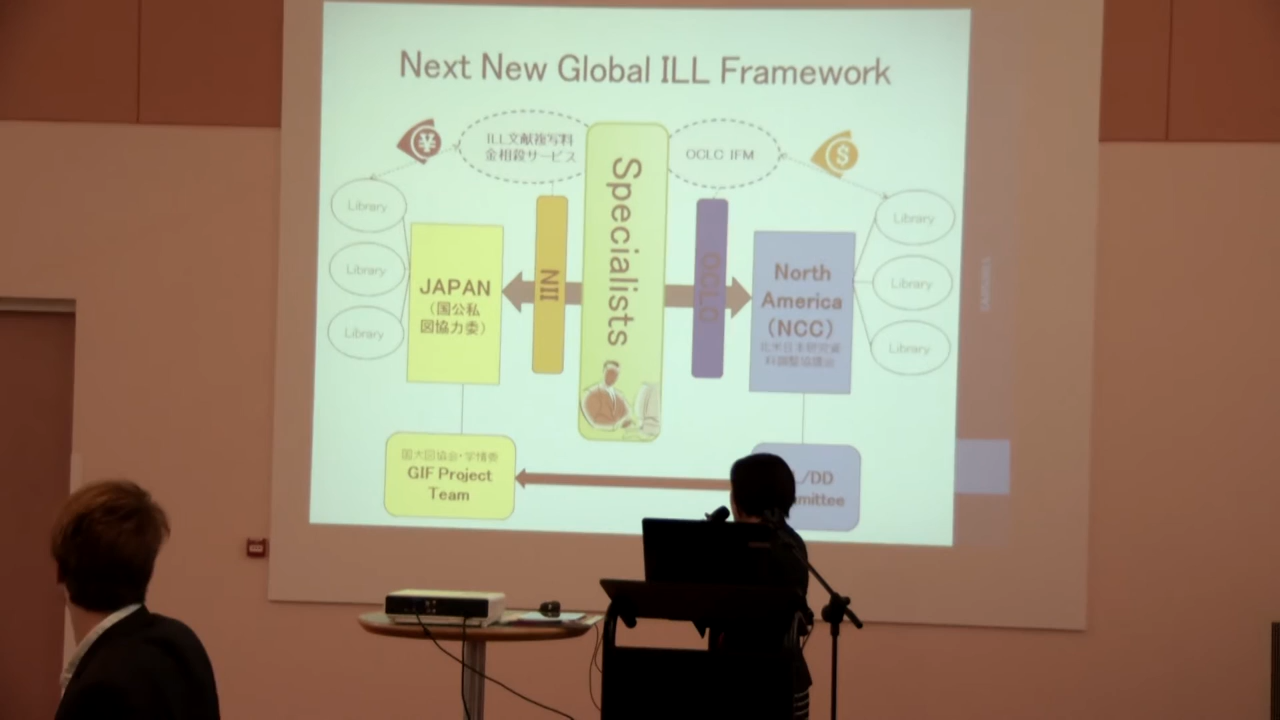 Next New Global ILL Framework
¥
ILL文献複写料
金相殺サービス
Specialists
OCLC IFM
$
Library
Library
Library
JAPAN
(国公私
図協力委)
NII
OCLC
North
America
(NCC)
北米日本研究資
料調整協議会
Library
Library
Library
国大図協会・学情委
GIF Project
Team
L/DD
mmittee